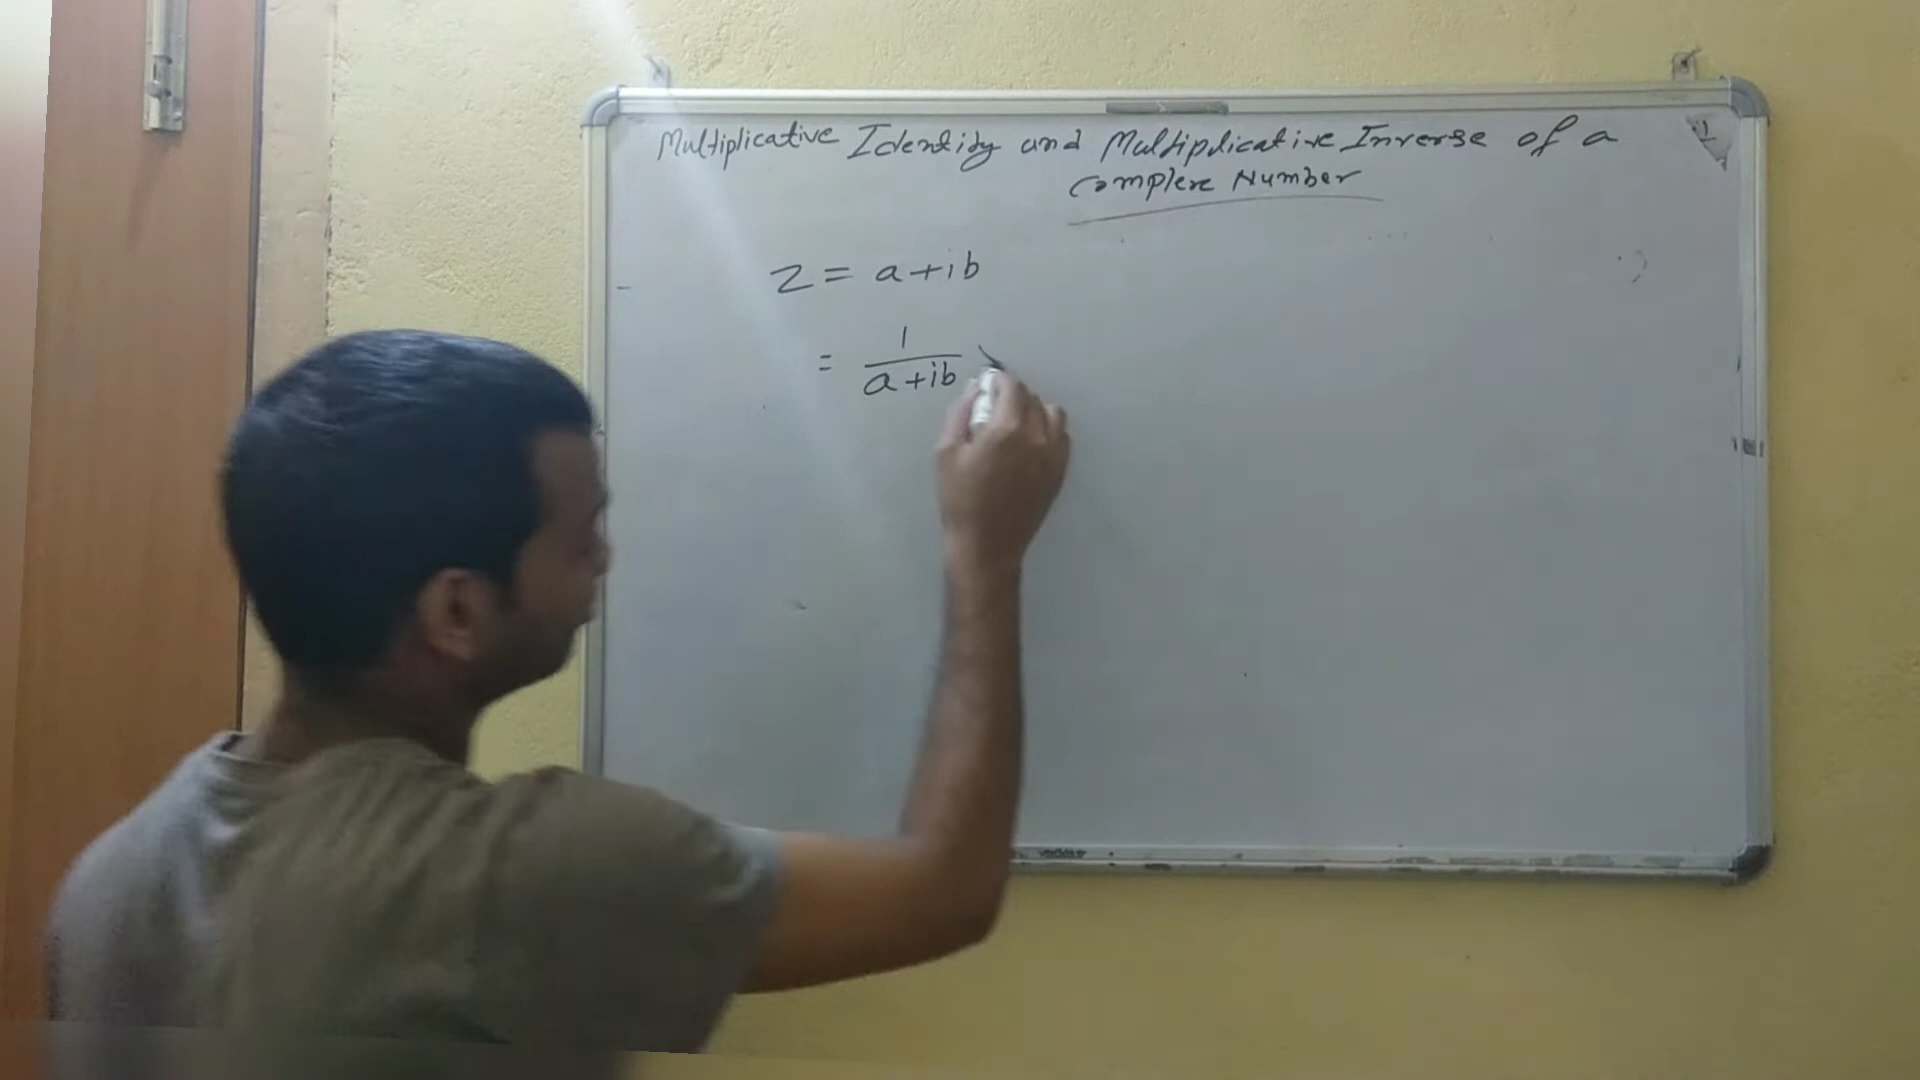 Multiplicative Identity and Multiplicative Inverse of a
Complex Number
z = a+ib
= 1
a+ib